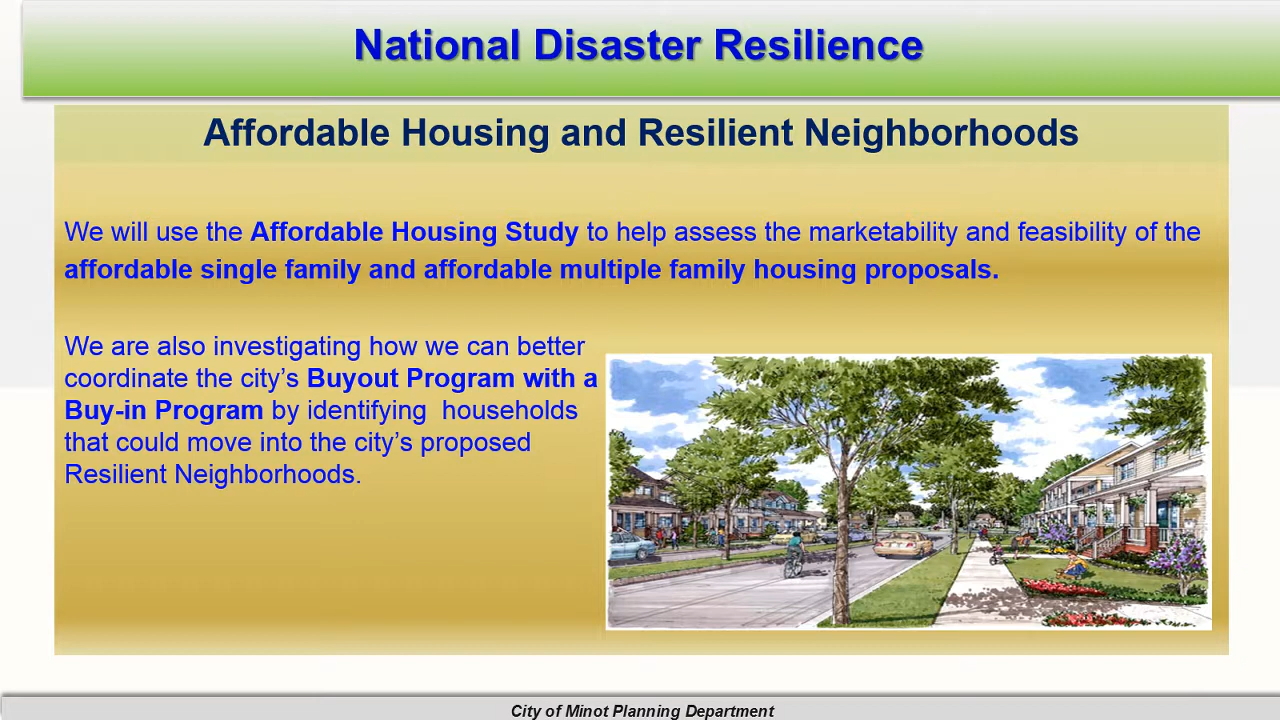 National Disaster Resilience
Affordable Housing and Resilient Neighborhoods
We will use the Affordable Housing Study to help assess the marketability and feasibility of the
affordable single family and affordable multiple family housing proposals.
We are also investigating how we can better
coordinate the city’s Buyout Program with a
Buy-in Program by identifying  households
that could move into the city’s proposed
Resilient Neighborhoods.
City of Minot Planning Department